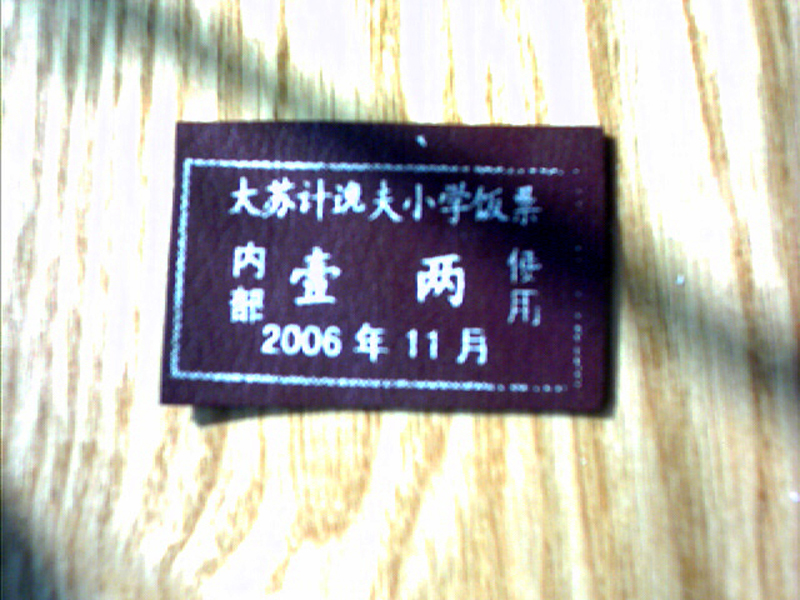 大苏计说夫小学饭票
内部 壹 两 使用
2006 年 11 月